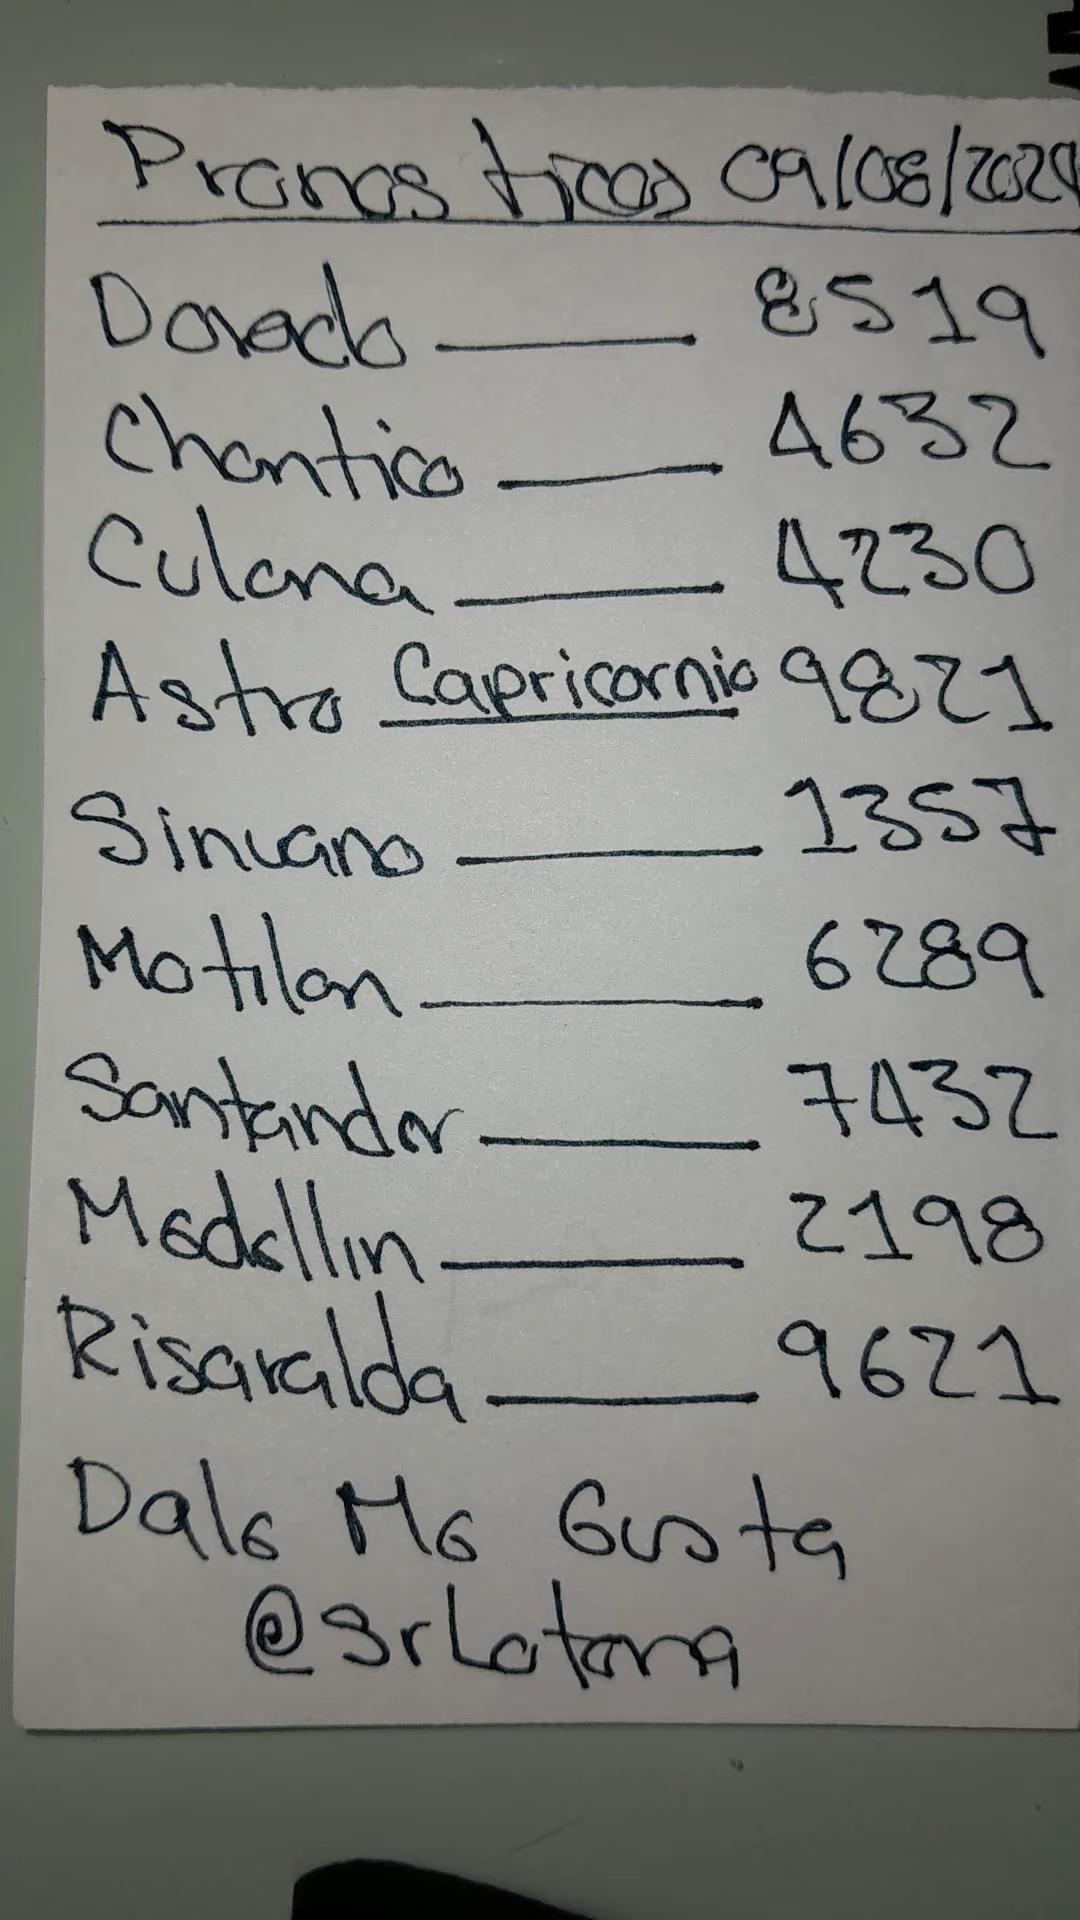 Pronosticos 09/08/2024
Dorado 8519
Chontico 4632
Culona 4230
Astro Capricornio 9821
Sinuano 1357
Motilon 6289
Santander 7432
Medellin 2198
Risaralda 9621
Dale Me Gusta
@SrLotona